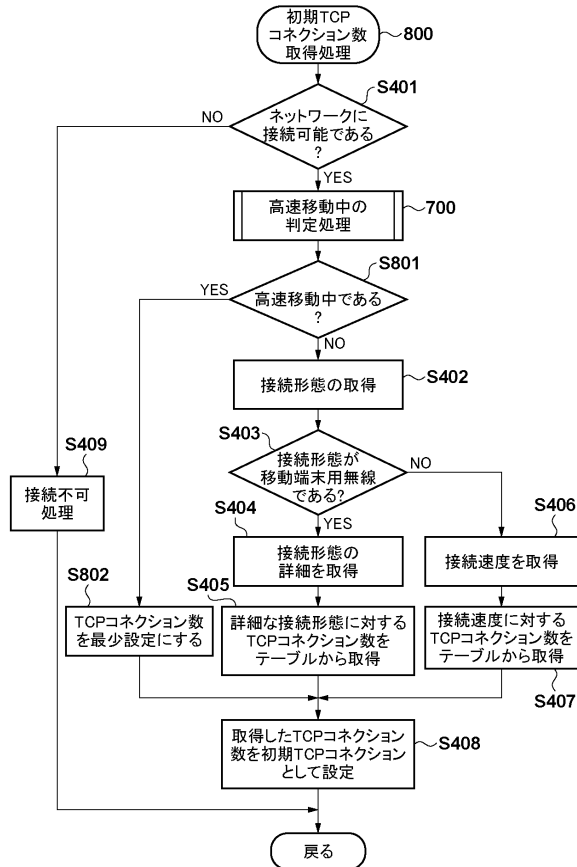 初期TCP
コネクション数
取得処理
800
S401
ネットワークに
接続可能である
?
NO
YES
高速移動中の
判定処理
700
S801
高速移動中である
?
YES
NO
接続形態の取得
S402
S403
接続形態が
移動端末用無線
である?
NO
YES
S409
接続不可
処理
S404
接続形態の
詳細を取得
S406
接続速度を取得
S802
TCPコネクション数
を最少設定にする
S405
詳細な接続形態に対する
TCPコネクション数を
テーブルから取得
接続速度に対する
TCPコネクション数を
テーブルから取得
S407
取得したTCPコネクション
数を初期TCPコネクション
として設定
S408
戻る